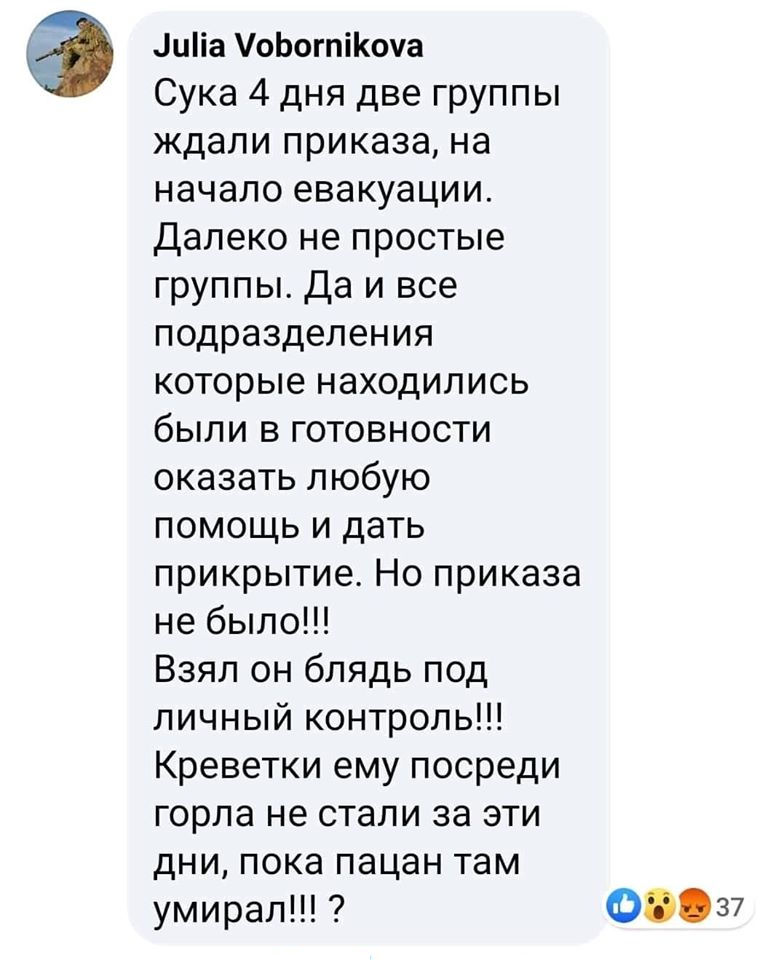 Julia Vobornikova
Сука 4 дня две группы
ждали приказа, на
начало евакуации.
Далеко не простые
группы. Да и все
подразделения
которые находились
были в готовности
оказать любую
помощь и дать
прикрытие. Но приказа
не было!!!
Взял он блядь под
личный контроль!!!
Креветки ему посреди
горла не стали за эти
дни, пока пацан там
умирал!!! ?
37